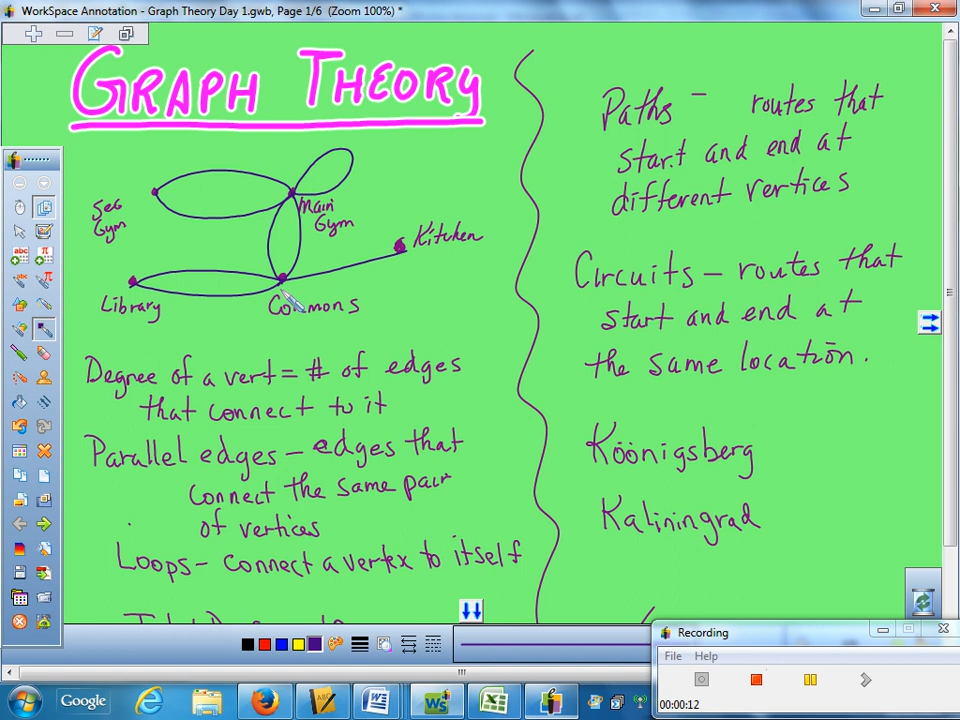 WorkSpace Annotation - Graph Theory Day 1.gwb, Page 1/6 (Zoom 100%) *
GRAPH THEORY
Sec
Gym
Main
Gym
Kitchen
Library
Commons
Degree of a vert = # of edges
that connect to it
Parallel edges - edges that
connect the same pair
of vertices
Loops - connect a vertex to itself
Paths - routes that
start and end at
different vertices
Circuits - routes that
start and end at
the same location.
Köönigsberg
Kaliningrad
abc
π
abc
π
Recording
File Help
00:00:12
Google